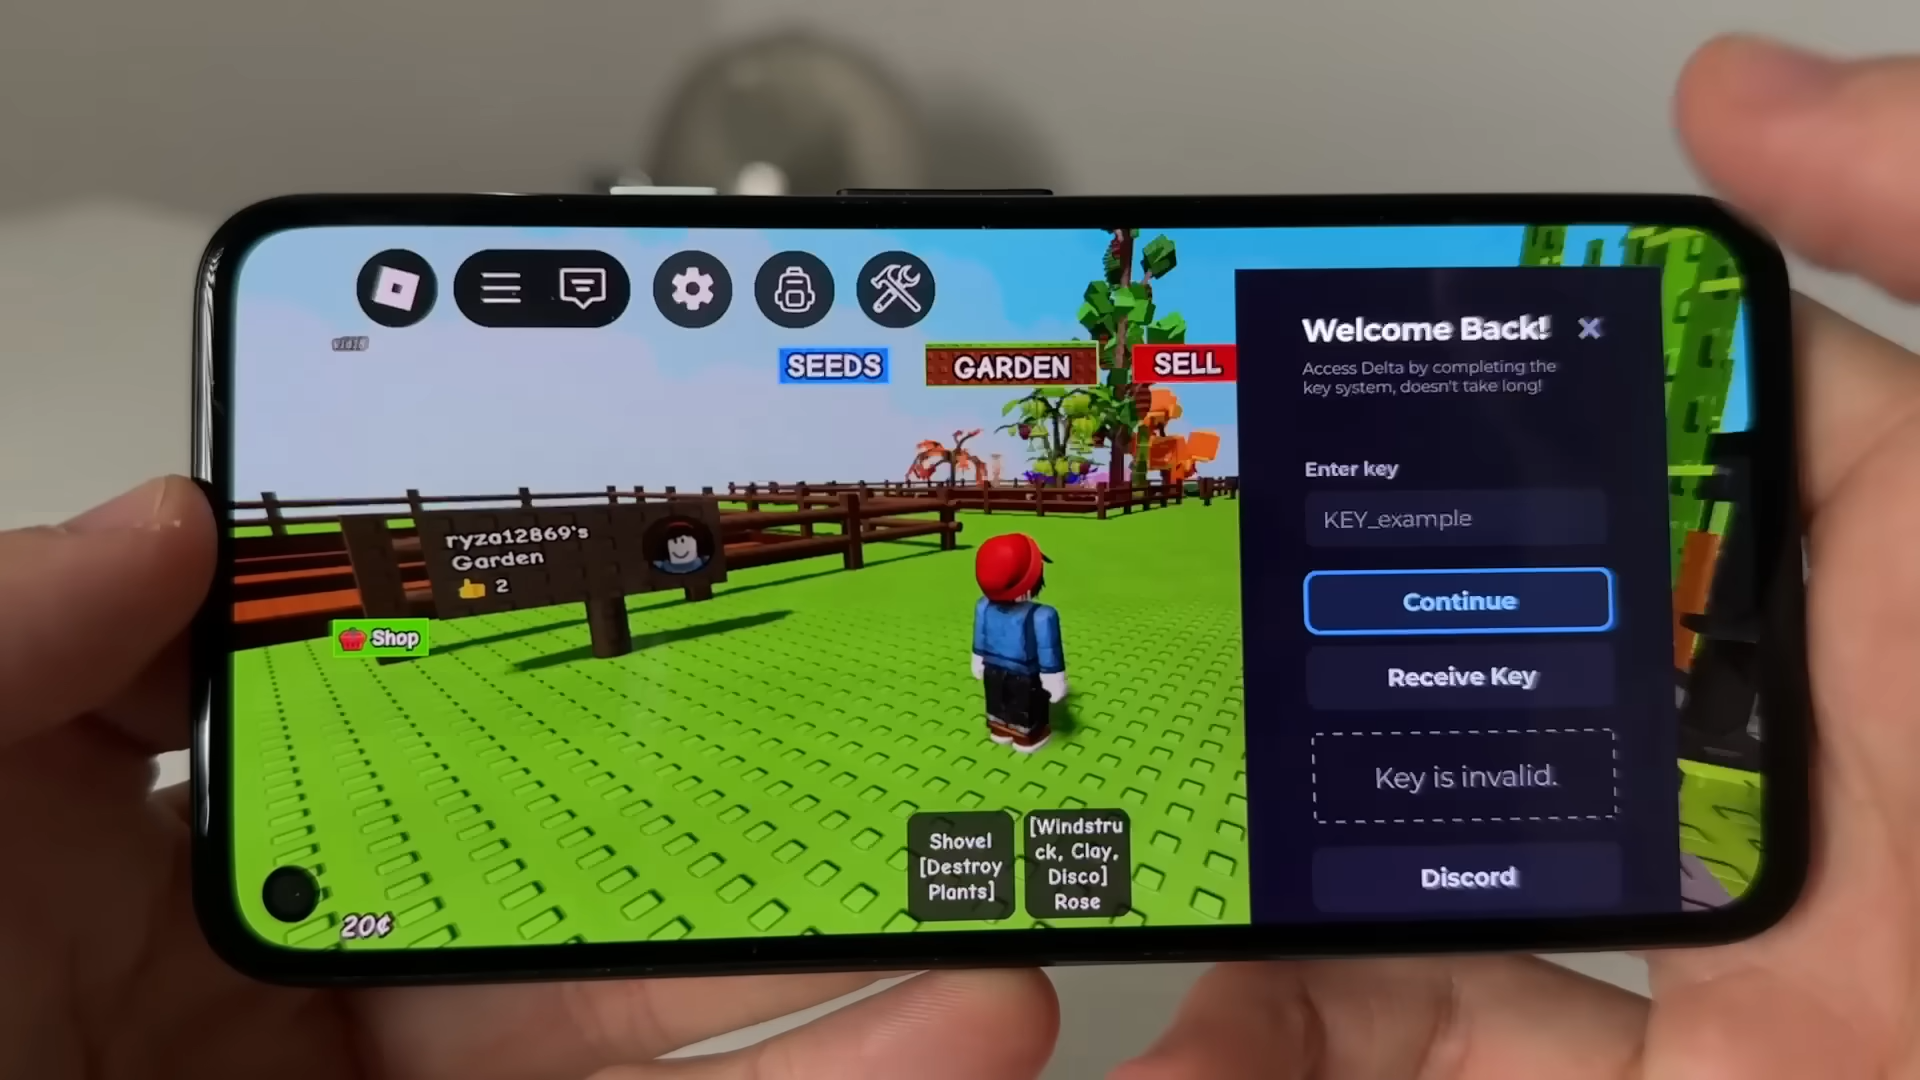 SEEDS
GARDEN
SELL
ryza12869's
Garden
2
Shop
20¢
Shovel
[Destroy
Plants]
[Windstru
ck, Clay,
Disco]
Rose
Welcome Back!
Access Delta by completing the
key system, doesn't take long!
Enter key
KEY_example
Continue
Receive Key
Key is invalid.
Discord